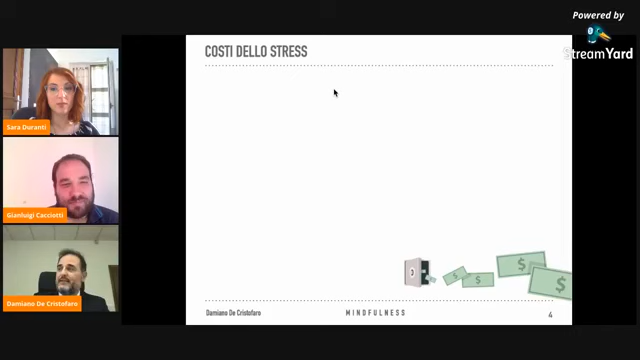 Powered by
StreamYard
COSTI DELLO STRESS
Sara Duranti
Gianluigi Cacciotti
Damiano De Cristofaro
$
$
$
$
Damiano De Cristofaro
MINDFULNESS
4